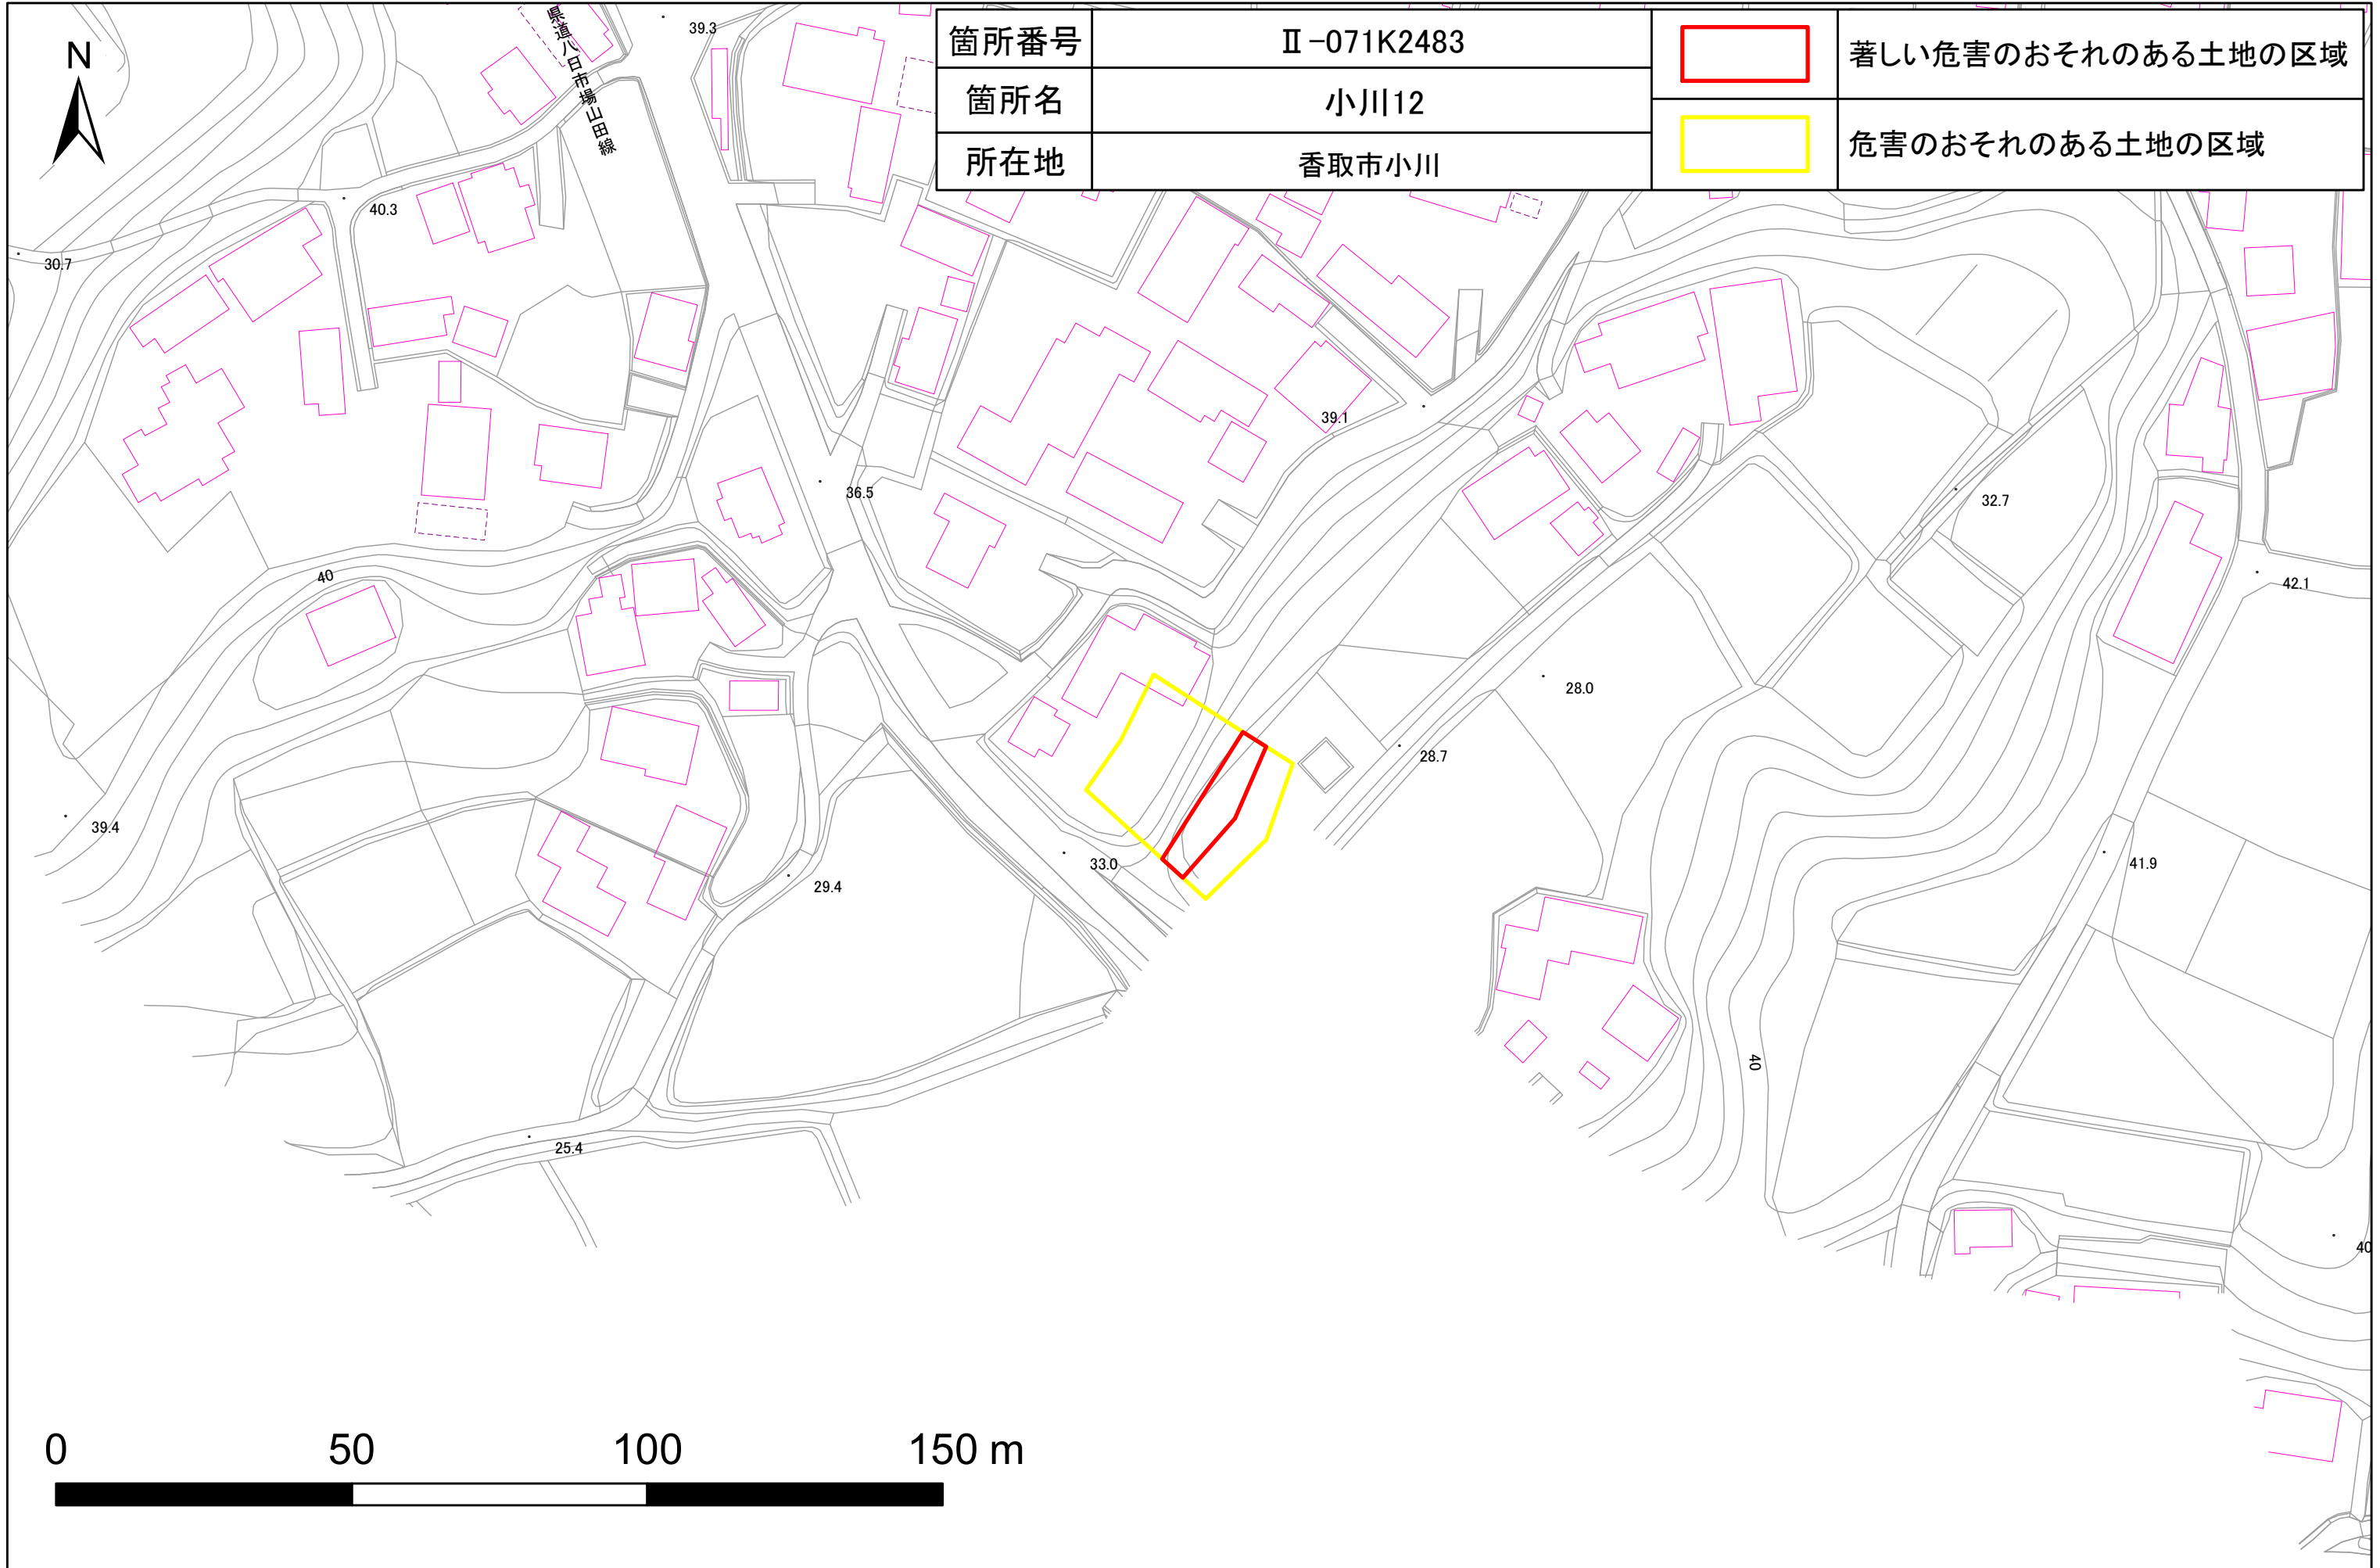 箇所番号 Ⅱ-071K2483
箇所名 小川12
所在地 香取市小川
著しい危害のおそれのある土地の区域
危害のおそれのある土地の区域
N
県道八日市場山田線
39.3
40.3
30.7
39.1
36.5
32.7
40
42.1
28.0
28.7
39.4
33.0
29.4
41.9
40
25.4
40
0 50 100 150 m